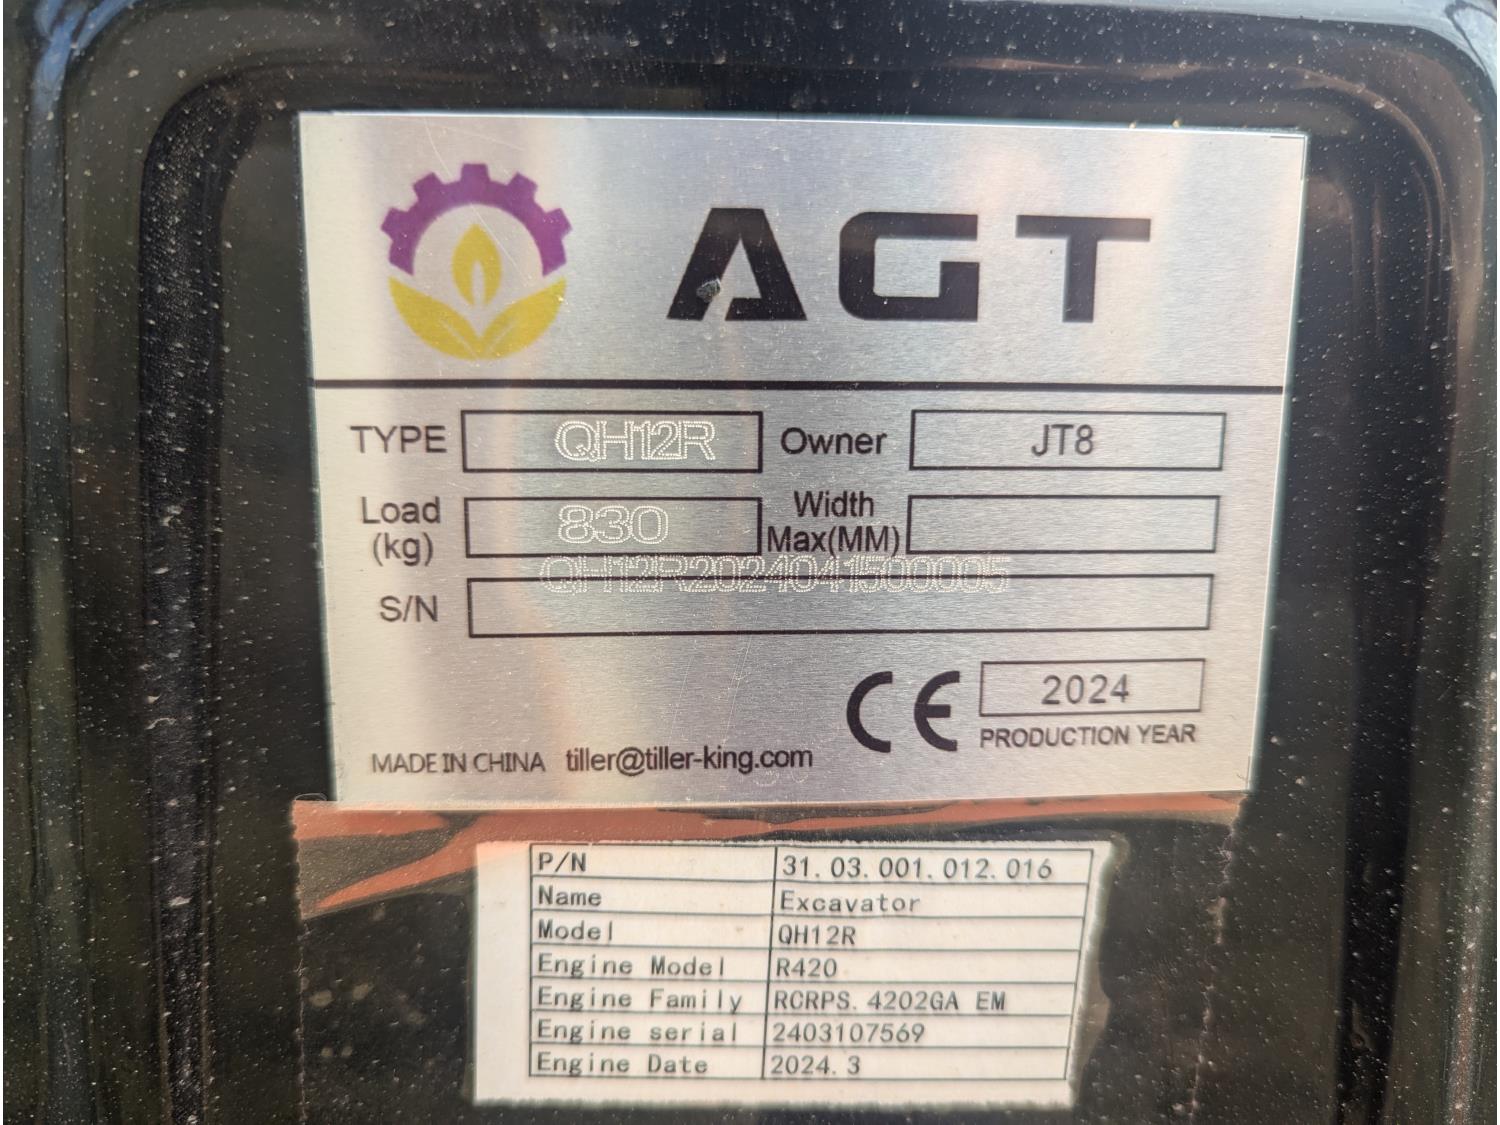 AGT
TYPE QH12R Owner JT8
Load (kg) 830 Width Max(MM)
QH12R2024041500005
S/N
CE 2024
PRODUCTION YEAR
MADE IN CHINA tiller@tiller-king.com
P/N 31.03.001.012.016
Name Excavator
Model QH12R
Engine Model R420
Engine Family RCRPS.4202GA EM
Engine serial 2403107569
Engine Date 2024.3